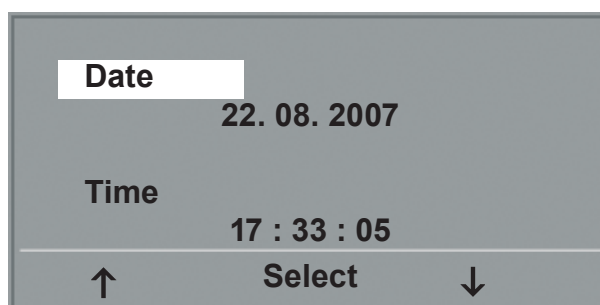 Date
22. 08. 2007
Time
17 : 33 : 05
↑ Select ↓